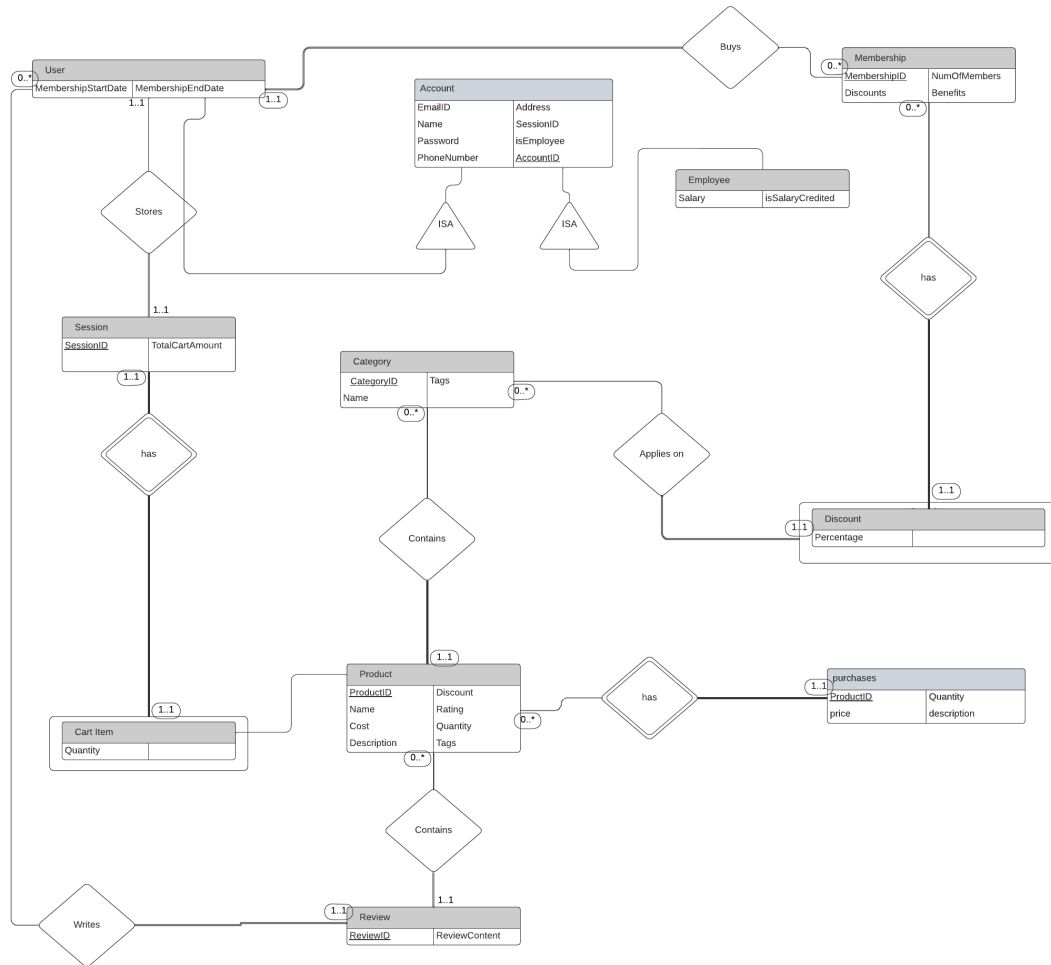 Buys
User
0..*
MembershipStartDate MembershipEndDate
1..1
1..1
Membership
0..*
MembershipID NumOfMembers
Discounts Benefits
0..*
Account
EmailID Address
Name SessionID
Password isEmployee
PhoneNumber AccountID
Employee
Salary isSalaryCredited
Stores
ISA
ISA
has
1..1
Session
SessionID TotalCartAmount
1..1
Category
CategoryID Tags
Name
0..*
0..*
has
Applies on
1..1
Discount
1..1
Percentage
Contains
1..1
Product
ProductID Discount
Name Rating
Cost Quantity
Description Tags
0..*
0..*
has
purchases
1..1
ProductID Quantity
price description
1..1
Cart Item
Quantity
Contains
1..1
Writes
1..1
Review
ReviewID ReviewContent